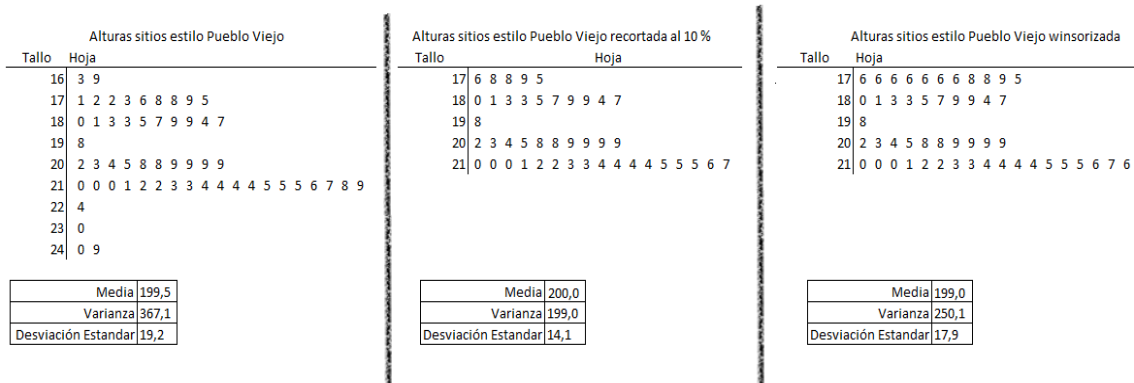 Alturas sitios estilo Pueblo Viejo
Tallo Hoja
16 3 9
17 1 2 2 3 6 8 8 9 5
18 0 1 3 3 5 7 9 9 4 7
19 8
20 2 3 4 5 8 8 9 9 9 9
21 0 0 0 1 2 2 3 3 4 4 4 4 5 5 5 6 7 8 9
22 4
23 0
24 0 9
Media 199,5
Varianza 367,1
Desviación Estandar 19,2
Alturas sitios estilo Pueblo Viejo recortada al 10 %
Tallo Hoja
17 6 8 8 9 5
18 0 1 3 3 5 7 9 9 4 7
19 8
20 2 3 4 5 8 8 9 9 9 9
21 0 0 0 1 2 2 3 3 4 4 4 4 5 5 5 6 7
Media 200,0
Varianza 199,0
Desviación Estandar 14,1
Alturas sitios estilo Pueblo Viejo winsorizada
Tallo Hoja
17 6 6 6 6 6 6 6 8 8 9 5
18 0 1 3 3 5 7 9 9 4 7
19 8
20 2 3 4 5 8 8 9 9 9 9
21 0 0 0 1 2 2 3 3 4 4 4 4 5 5 5 6 7 6
Media 199,0
Varianza 250,1
Desviación Estandar 17,9